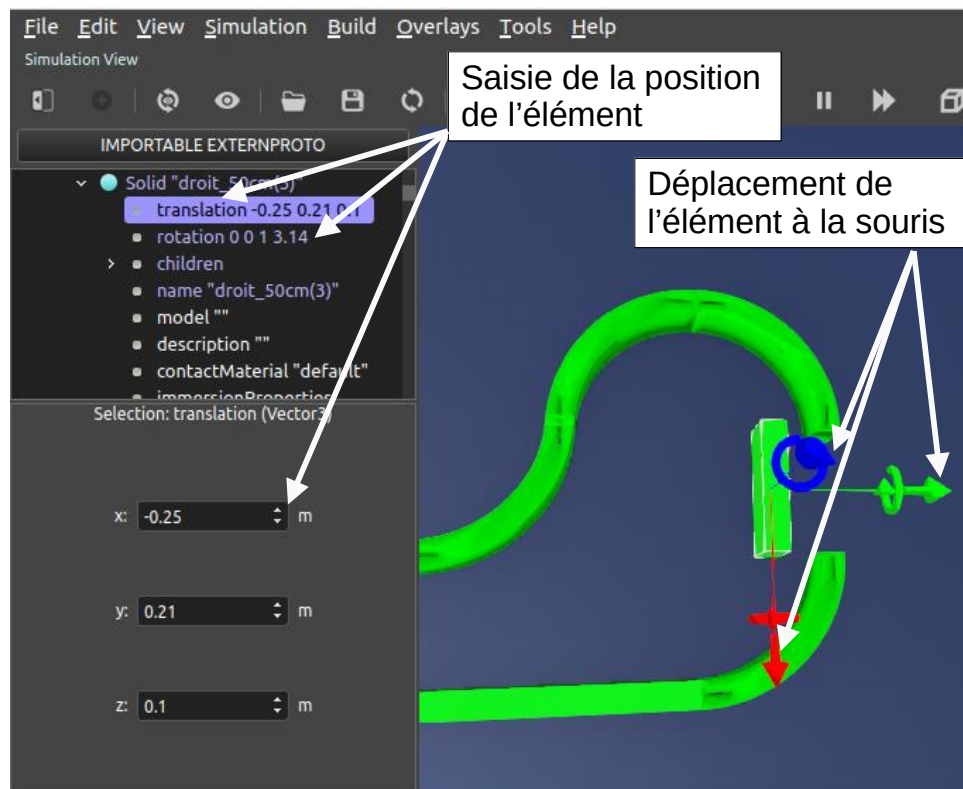 File Edit View Simulation Build Overlays Tools Help
Simulation View
Saisie de la position
de l’élément
IMPORTABLE EXTERNPROTO
Déplacement de
l’élément à la souris
Solid "droit_50cm(3)"
translation -0.25 0.21 0.1
rotation 0 0 1 3.14
children
name "droit_50cm(3)"
model ""
description ""
contactMaterial "default"
immersionProperties
Selection: translation (Vector3)
x: -0.25 m
y: 0.21 m
z: 0.1 m